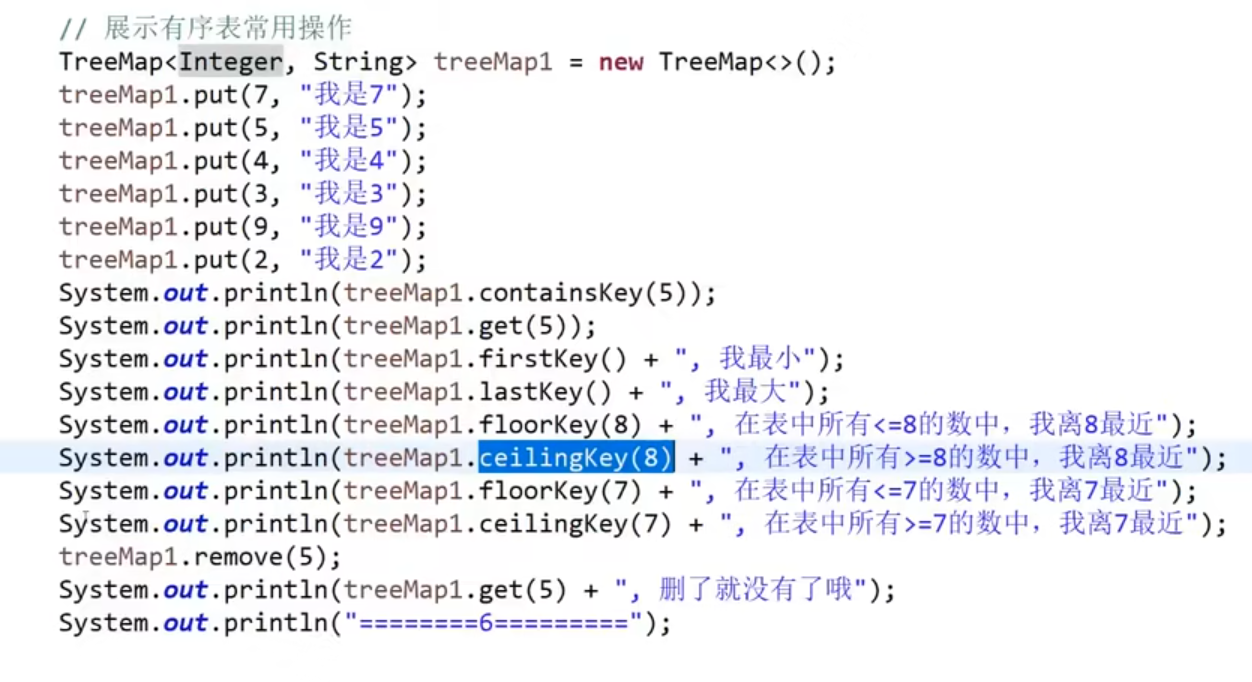 // 展示有序表常用操作
TreeMap<Integer, String> treeMap1 = new TreeMap<>();
treeMap1.put(7, "我是7");
treeMap1.put(5, "我是5");
treeMap1.put(4, "我是4");
treeMap1.put(3, "我是3");
treeMap1.put(9, "我是9");
treeMap1.put(2, "我是2");
System.out.println(treeMap1.containsKey(5));
System.out.println(treeMap1.get(5));
System.out.println(treeMap1.firstKey() + ", 我最小");
System.out.println(treeMap1.lastKey() + ", 我最大");
System.out.println(treeMap1.floorKey(8) + ", 在表中所有<=8的数中，我离8最近");
System.out.println(treeMap1.ceilingKey(8) + ", 在表中所有>=8的数中，我离8最近");
System.out.println(treeMap1.floorKey(7) + ", 在表中所有<=7的数中，我离7最近");
System.out.println(treeMap1.ceilingKey(7) + ", 在表中所有>=7的数中，我离7最近");
treeMap1.remove(5);
System.out.println(treeMap1.get(5) + ", 删了就没有了哦");
System.out.println("========6=========");